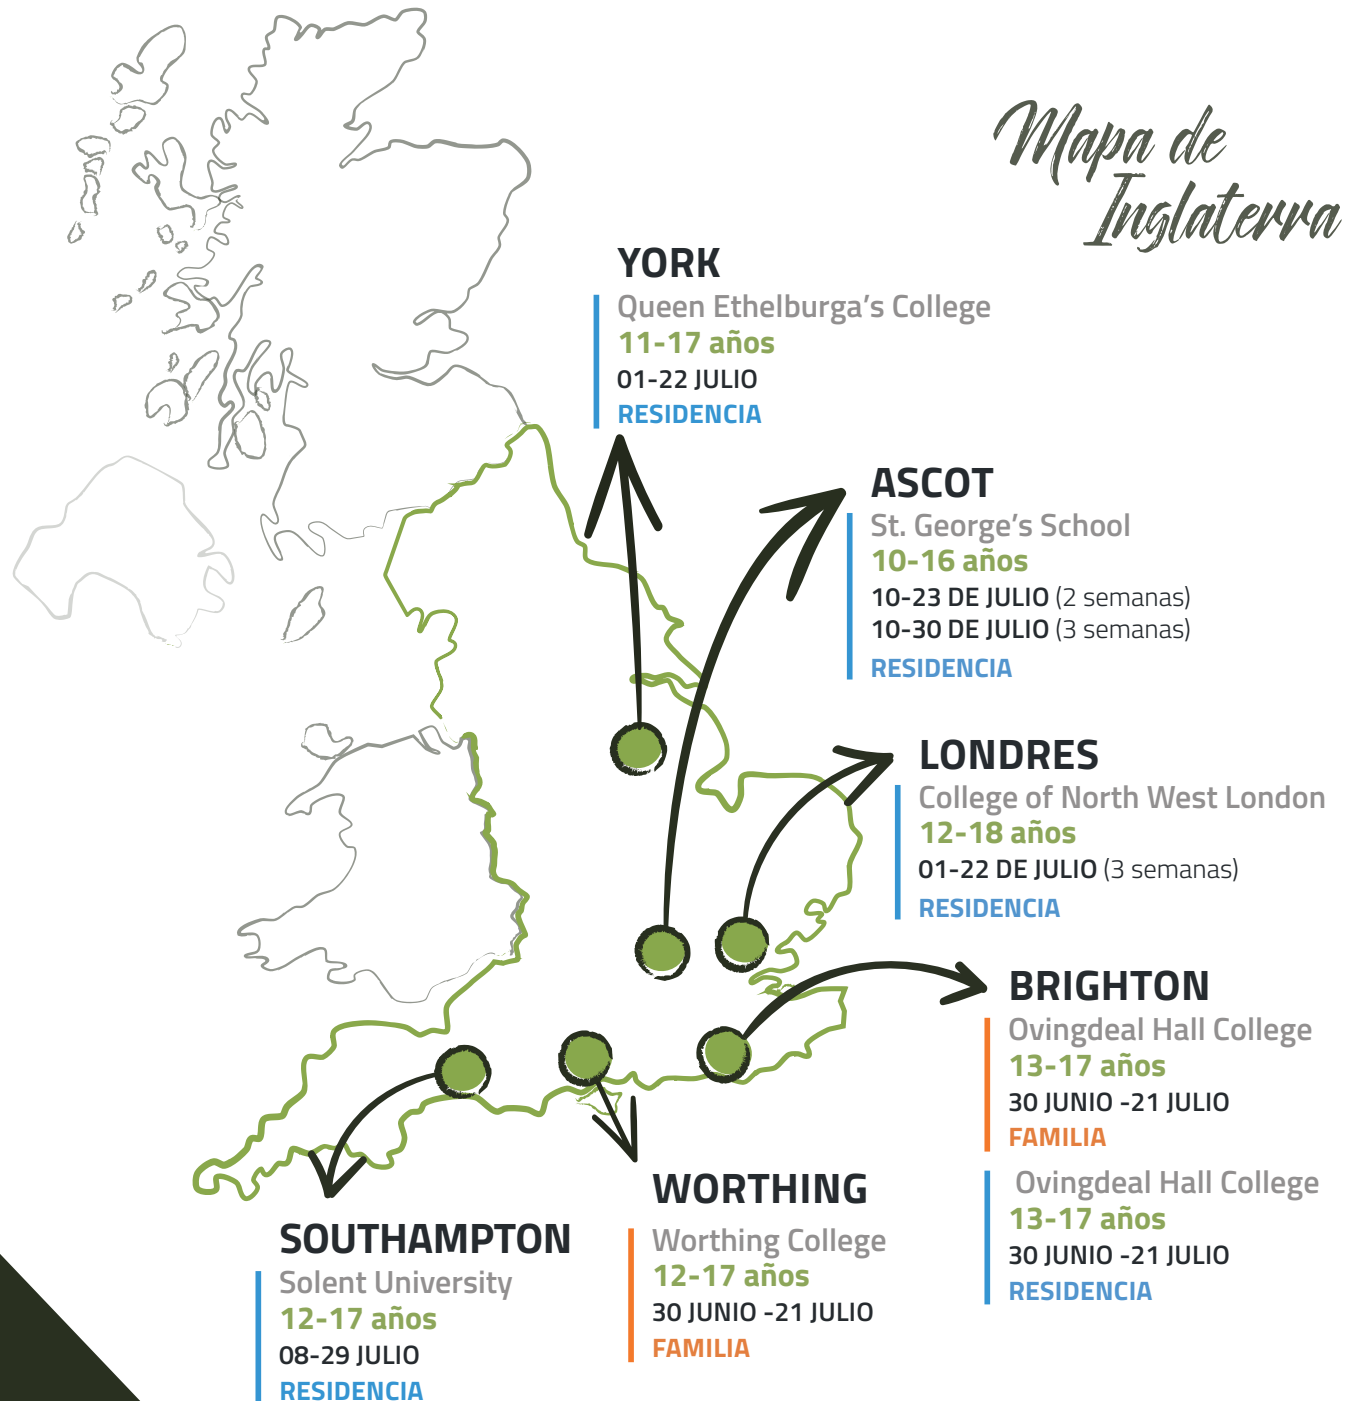 Mapa de
Inglaterra
YORK
Queen Ethelburga's College
11-17 años
01-22 JULIO
RESIDENCIA
ASCOT
St. George's School
10-16 años
10-23 DE JULIO (2 semanas)
10-30 DE JULIO (3 semanas)
RESIDENCIA
LONDRES
College of North West London
12-18 años
01-22 DE JULIO (3 semanas)
RESIDENCIA
BRIGHTON
Ovingdeal Hall College
13-17 años
30 JUNIO -21 JULIO
FAMILIA
Ovingdeal Hall College
13-17 años
30 JUNIO -21 JULIO
RESIDENCIA
WORTHING
Worthing College
12-17 años
30 JUNIO -21 JULIO
FAMILIA
SOUTHAMPTON
Solent University
12-17 años
08-29 JULIO
RESIDENCIA